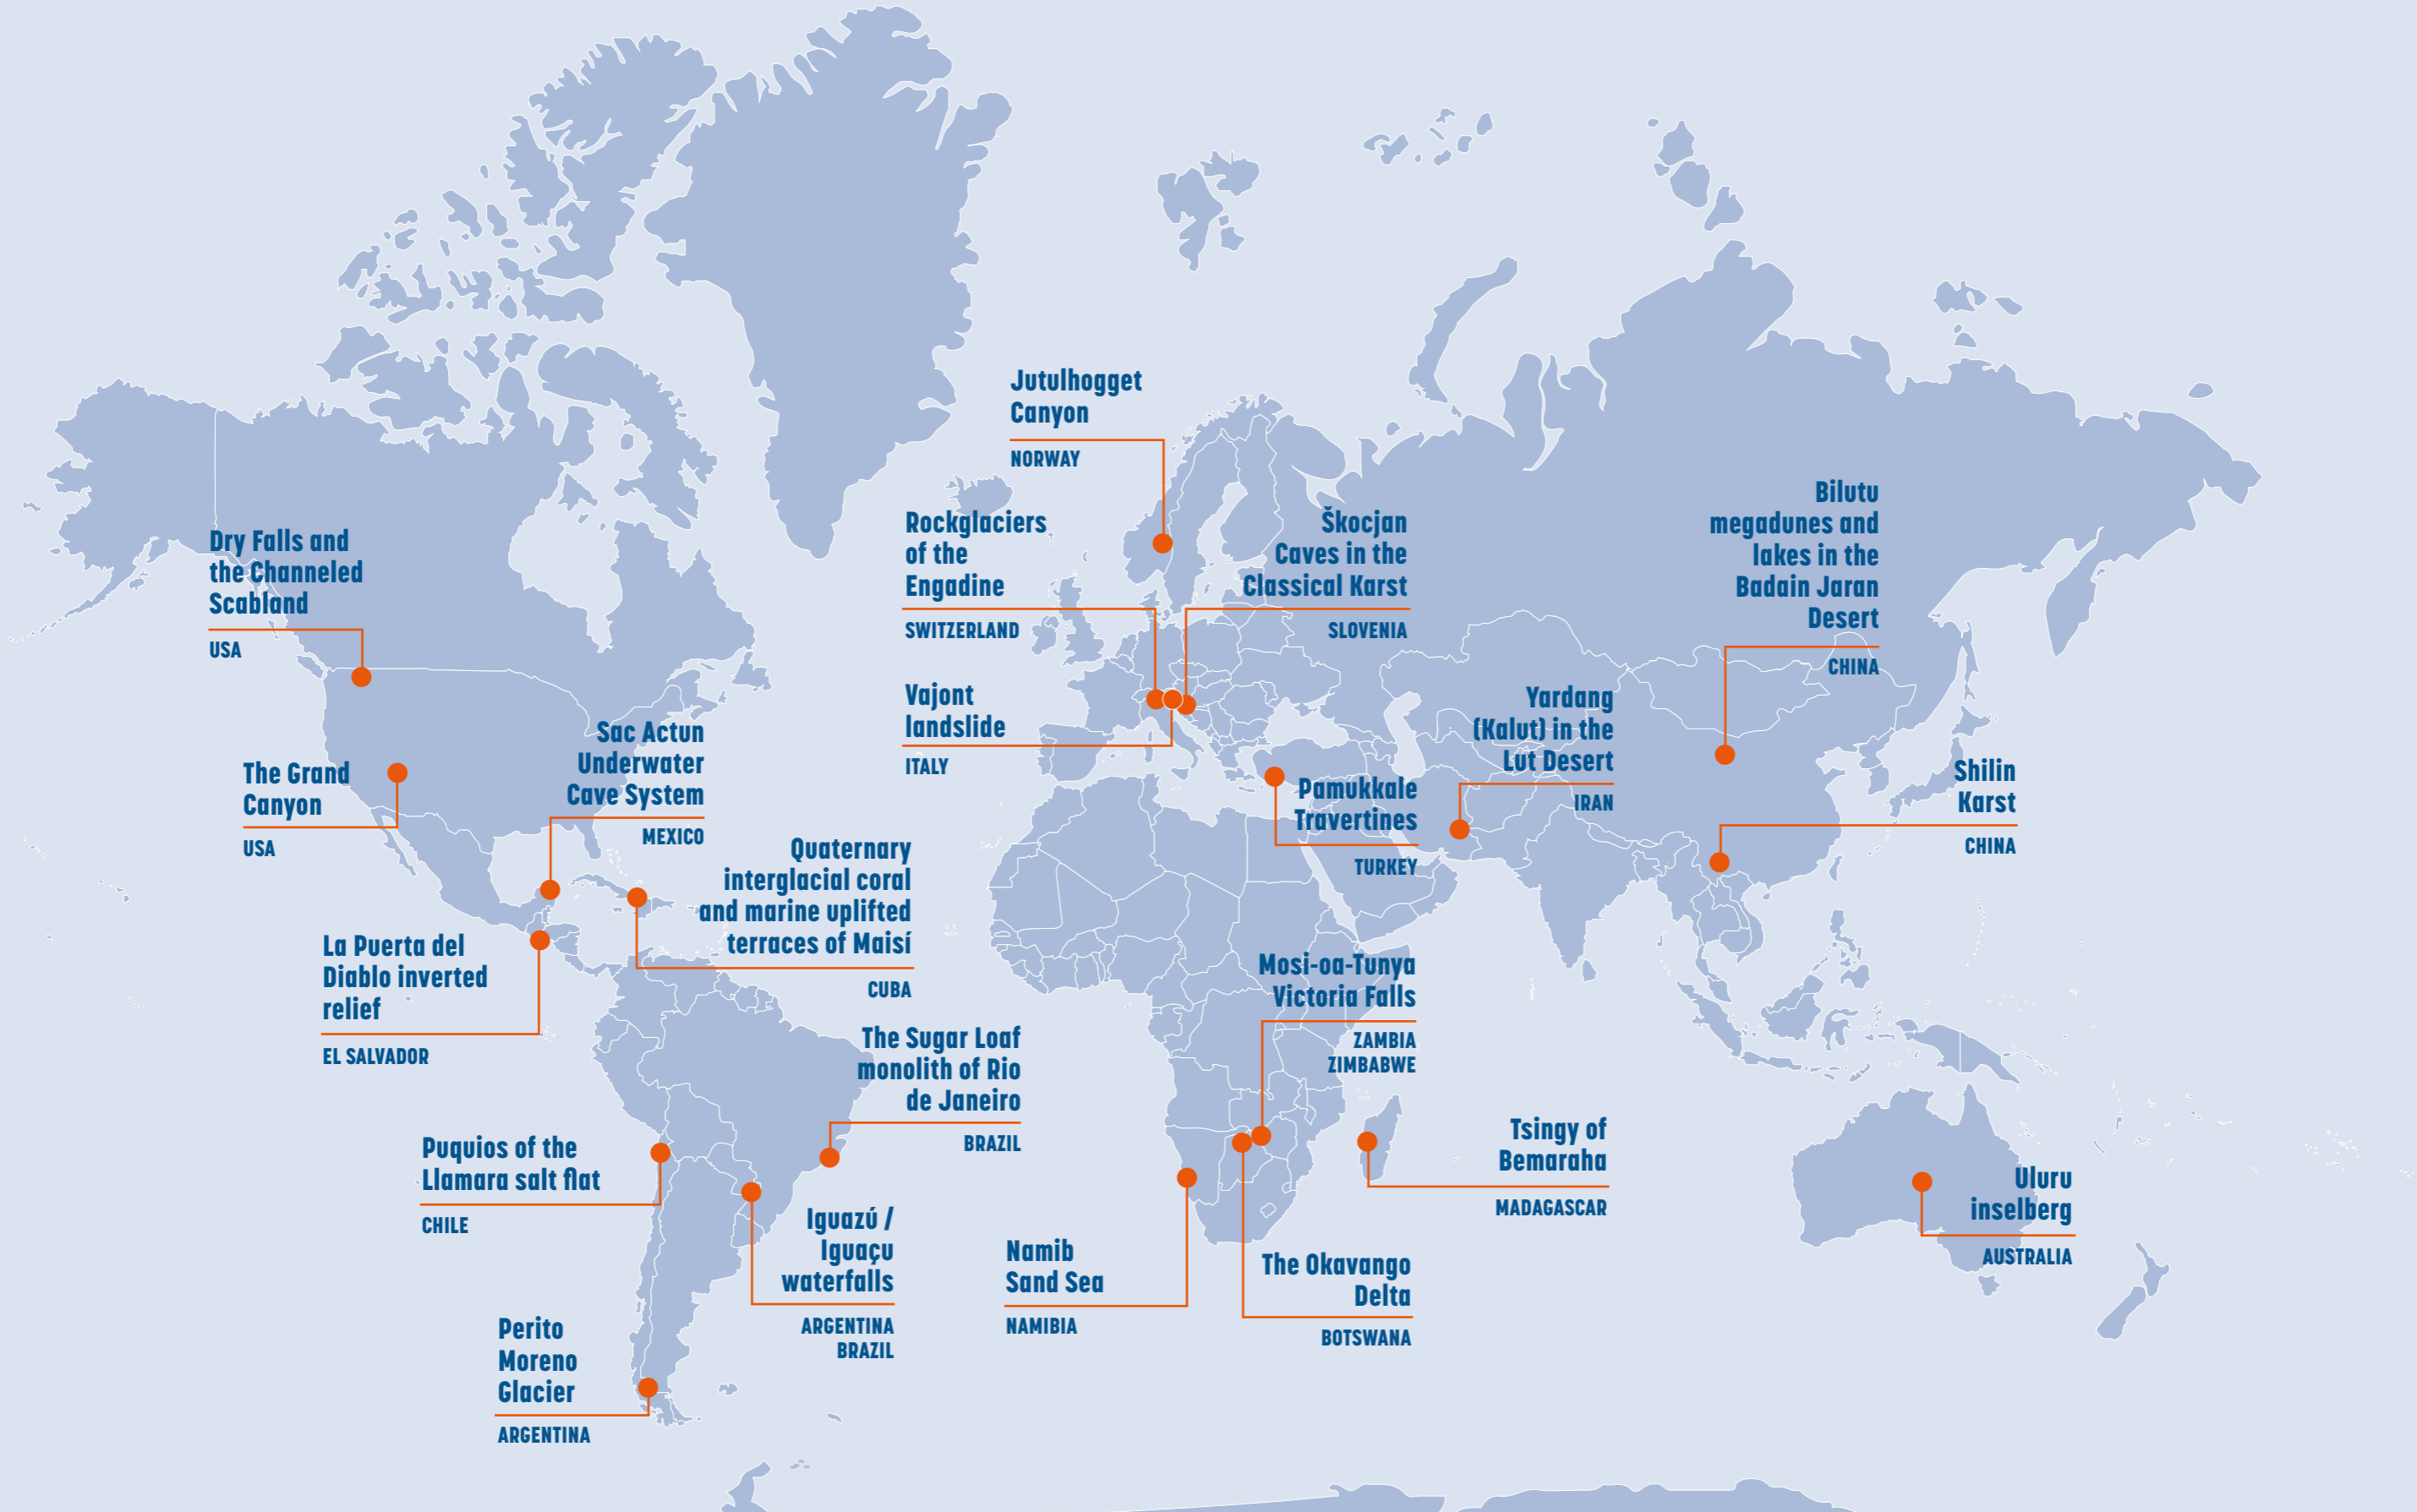 Jutulhogget
Canyon
NORWAY
Dry Falls and
the Channeled
Scabland
USA
Rockglaciers
of the
Engadine
SWITZERLAND
Škocjan
Caves in the
Classical Karst
SLOVENIA
Bilutu
megadunes and
lakes in the
Badain Jaran
Desert
CHINA
Vajont
landslide
ITALY
Yardang
(Kalut) in the
Lut Desert
IRAN
The Grand
Canyon
USA
Sac Actun
Underwater
Cave System
MEXICO
Pamukkale
Travertines
TURKEY
Shilin
Karst
CHINA
Quaternary
interglacial coral
and marine uplifted
terraces of Maisí
CUBA
La Puerta del
Diablo inverted
relief
EL SALVADOR
Mosi-oa-Tunya
Victoria Falls
ZAMBIA
ZIMBABWE
The Sugar Loaf
monolith of Rio
de Janeiro
BRAZIL
Puquios of the
Llamara salt flat
CHILE
Tsingy of
Bemaraha
MADAGASCAR
Uluru
inselberg
AUSTRALIA
Iguazú /
Iguaçu
waterfalls
ARGENTINA
BRAZIL
Namib
Sand Sea
NAMIBIA
The Okavango
Delta
BOTSWANA
Perito
Moreno
Glacier
ARGENTINA